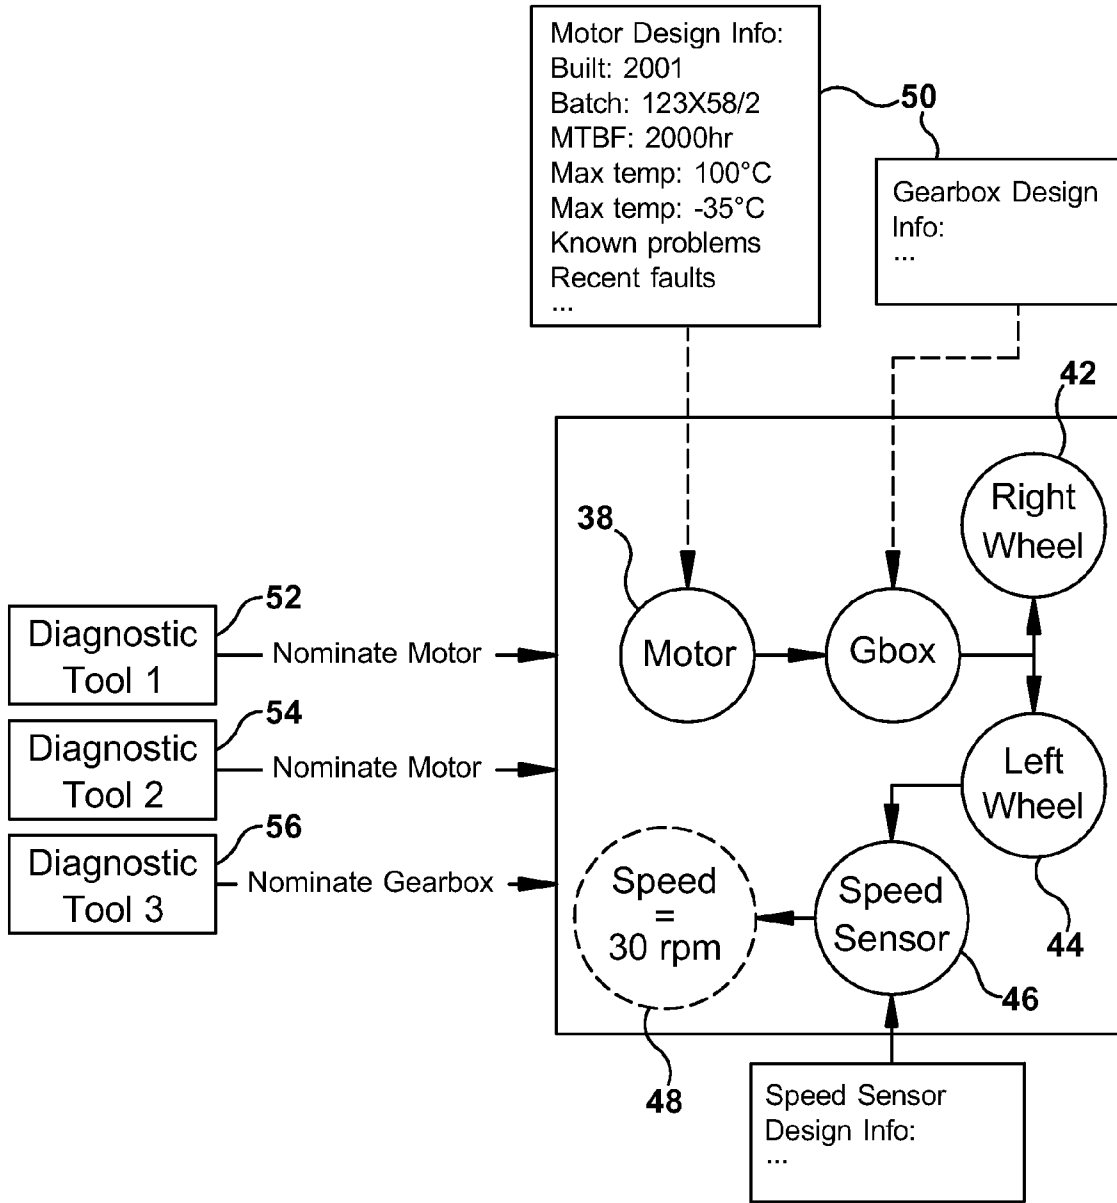 Motor Design Info:
Built: 2001
Batch: 123X58/2
MTBF: 2000hr
Max temp: 100°C
Max temp: -35°C
Known problems
Recent faults
...
50
Gearbox Design
Info:
...
42
Right
Wheel
38
Motor
Gbox
52
Diagnostic
Tool 1
Nominate Motor
54
Diagnostic
Tool 2
Nominate Motor
56
Diagnostic
Tool 3
Nominate Gearbox
Left
Wheel
44
Speed
=
30 rpm
48
Speed
Sensor
46
Speed Sensor
Design Info:
...